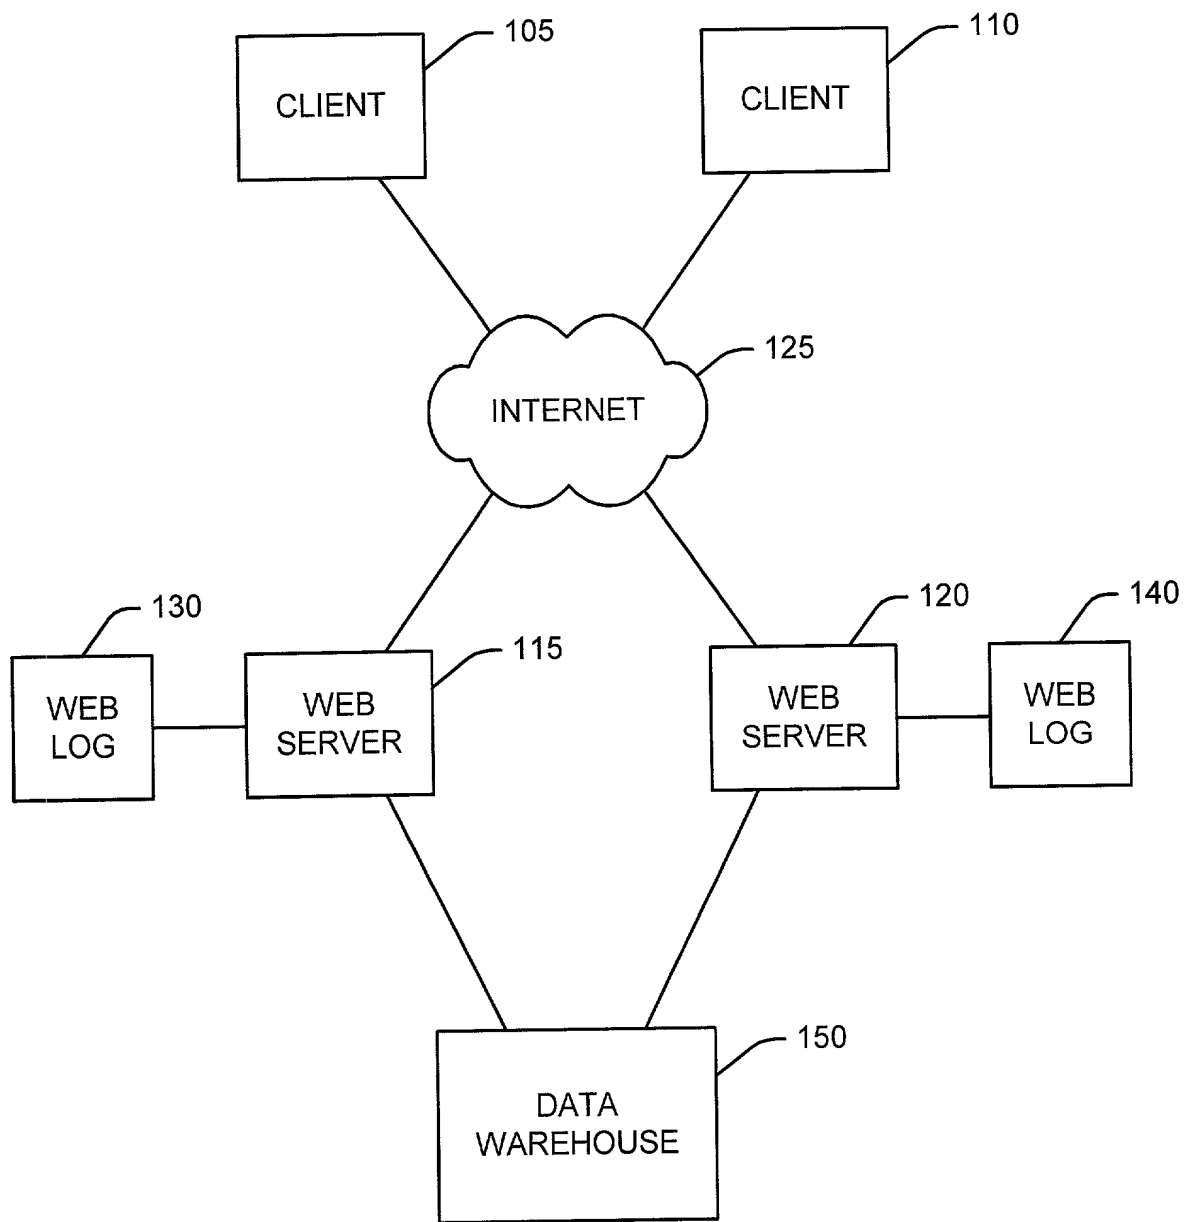 105
110
CLIENT
CLIENT
125
INTERNET
130
120
140
115
WEB
LOG
WEB
SERVER
WEB
SERVER
WEB
LOG
150
DATA
WAREHOUSE